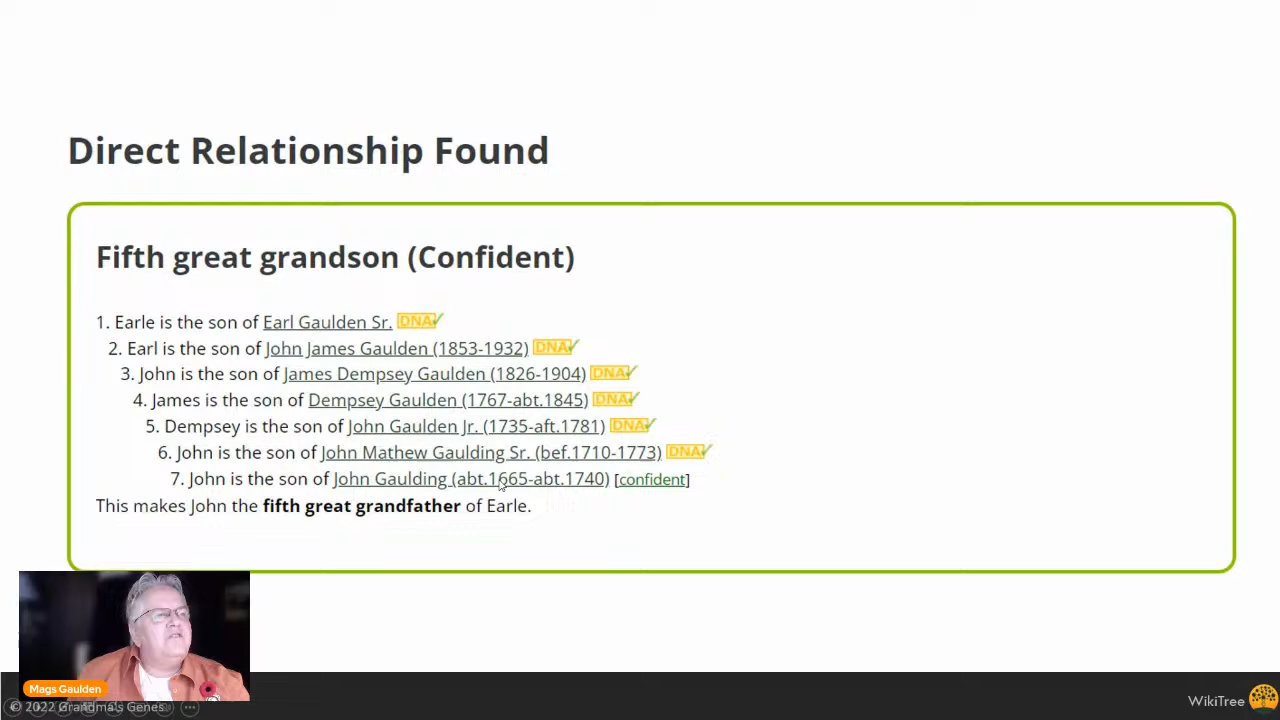 Direct Relationship Found
Fifth great grandson (Confident)
1. Earle is the son of Earl Gaulden Sr. DNA✓
2. Earl is the son of John James Gaulden (1853-1932) DNA✓
3. John is the son of James Dempsey Gaulden (1826-1904) DNA✓
4. James is the son of Dempsey Gaulden (1767-abt.1845) DNA✓
5. Dempsey is the son of John Gaulden Jr. (1735-aft.1781) DNA✓
6. John is the son of John Mathew Gaulding Sr. (bef.1710-1773) DNA✓
7. John is the son of John Gaulding (abt.1665-abt.1740) [confident]
This makes John the fifth great grandfather of Earle.
Mags Gaulden
© 2022 Grandma's Genes
WikiTree